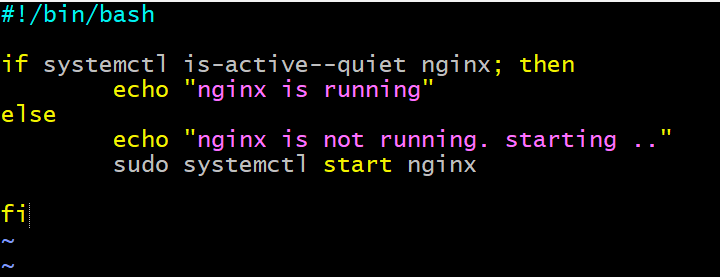 #!/bin/bash
if systemctl is-active--quiet nginx; then
echo "nginx is running"
else
echo "nginx is not running. starting .."
sudo systemctl start nginx
fi
~
~